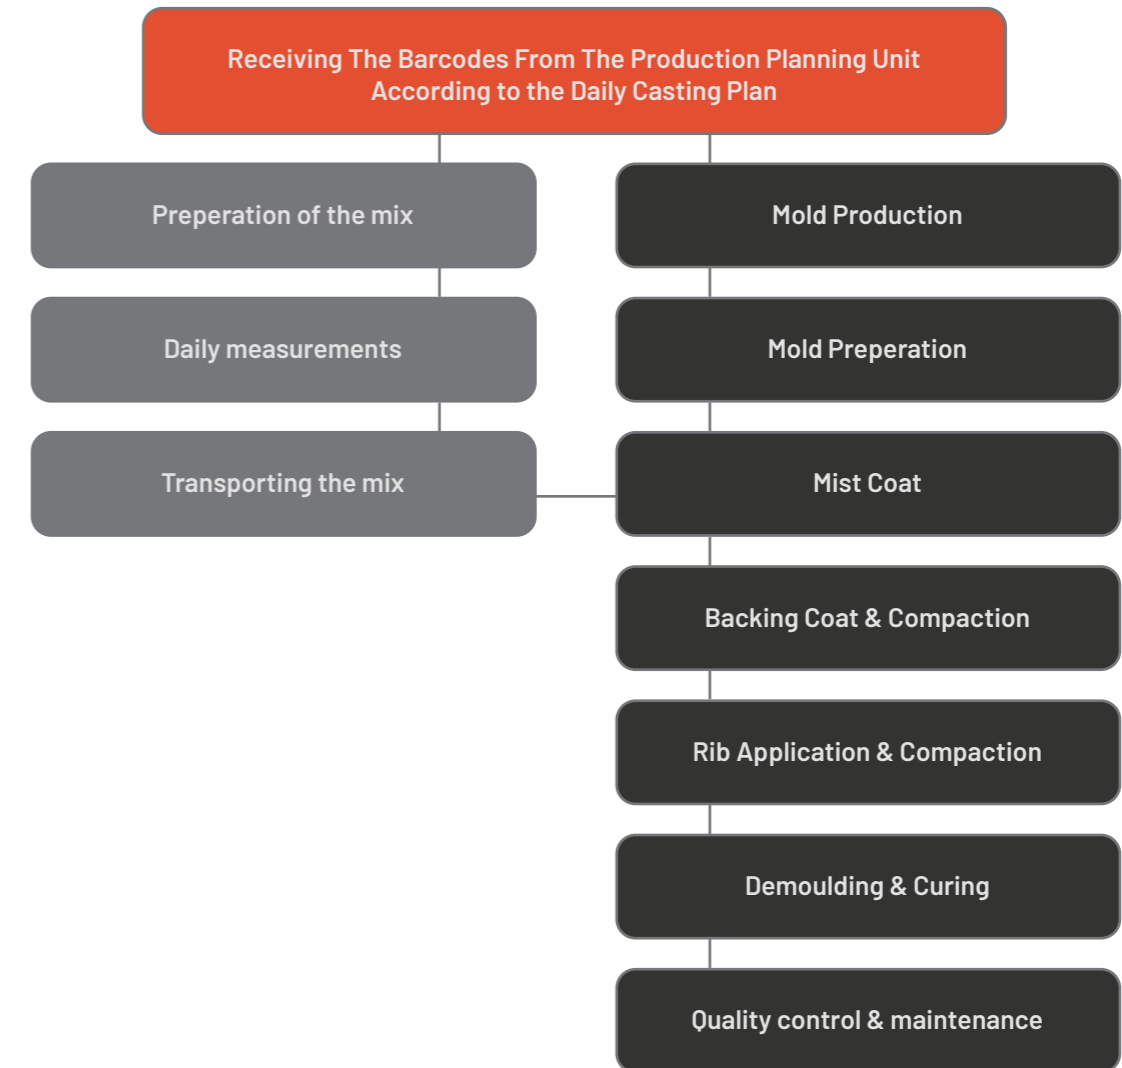 Receiving The Barcodes From The Production Planning Unit
According to the Daily Casting Plan
Preperation of the mix
Mold Production
Daily measurements
Mold Preperation
Transporting the mix
Mist Coat
Backing Coat & Compaction
Rib Application & Compaction
Demoulding & Curing
Quality control & maintenance